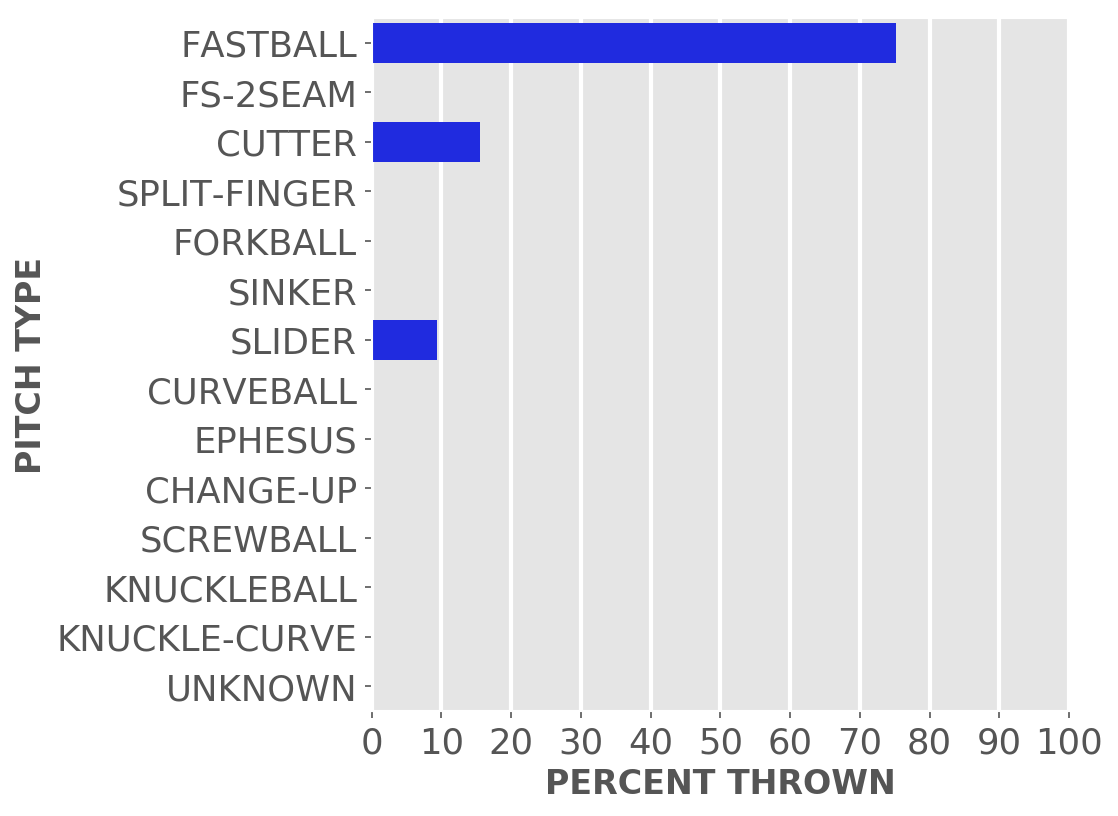 FASTBALL
FS-2SEAM
CUTTER
SPLIT-FINGER
FORKBALL
SINKER
SLIDER
CURVEBALL
EPHESUS
CHANGE-UP
SCREWBALL
KNUCKLEBALL
KNUCKLE-CURVE
UNKNOWN
PITCH TYPE
0 10 20 30 40 50 60 70 80 90 100
PERCENT THROWN